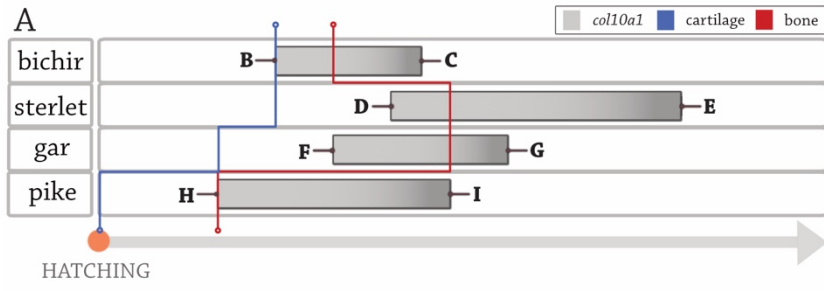 A
col10a1 cartilage bone
bichir B C
sterlet D E
gar F G
pike H I
HATCHING